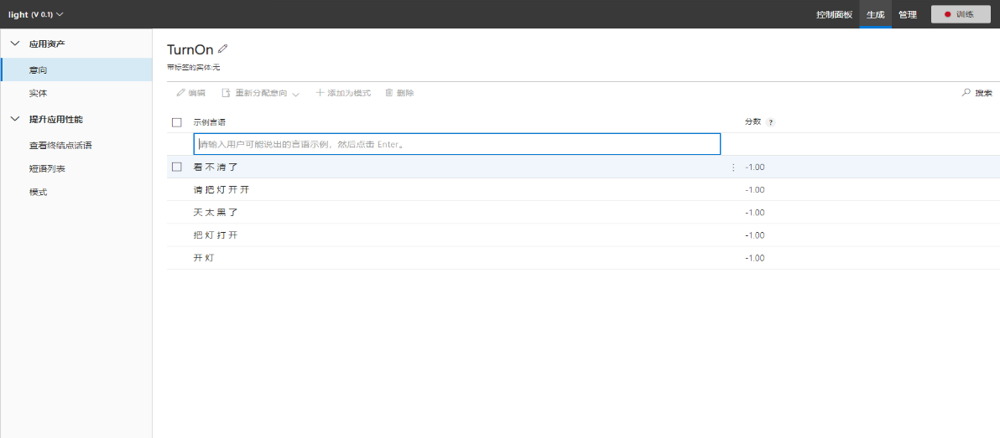 light (V 0.1)
控制面板 生成 管理 训练
应用资产
意向
实体
提升应用性能
查看终结点话语
短语列表
模式
TurnOn
带标签的实体:无
编辑 重新分配意向 添加为模式 删除 搜索
示例言语 分数 ?
请输入用户可能说出的言语示例，然后点击 Enter。
看 不 清 了 -1.00
请 把 灯 开 开 -1.00
天 太 黑 了 -1.00
把 灯 打 开 -1.00
开 灯 -1.00